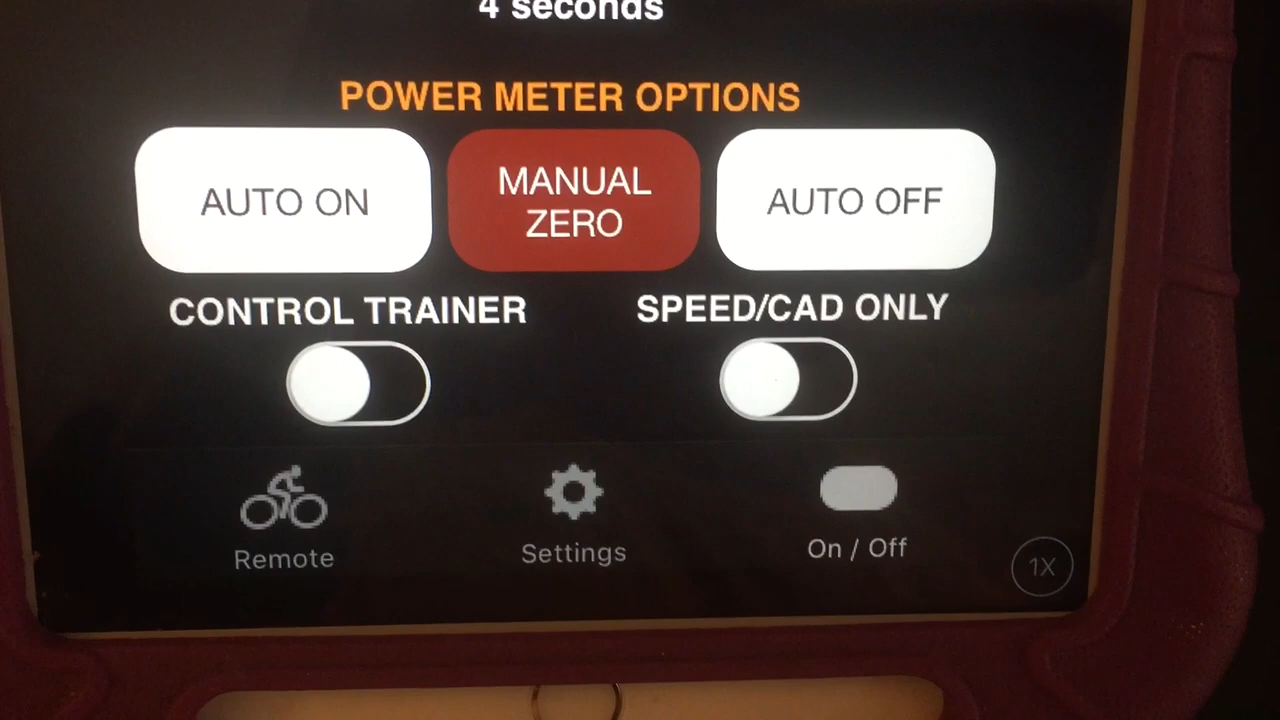 4 seconds
POWER METER OPTIONS
AUTO ON
MANUAL
ZERO
AUTO OFF
CONTROL TRAINER
SPEED/CAD ONLY
Remote
Settings
On / Off
1X